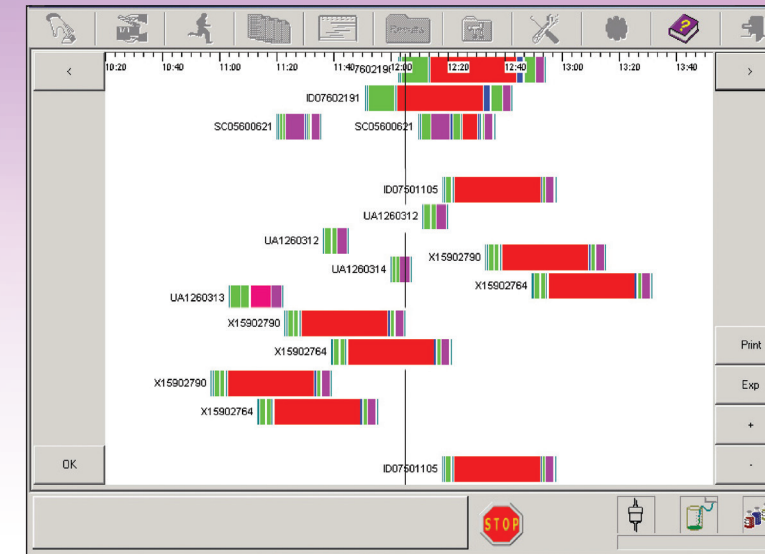 Results
<
10:20 10:40 11:00 11:20 11:40 12:00 12:20 12:40 13:00 13:20 13:40
>
ID07602191
SC05600621 SC05600621
ID07501105
UA1260312
UA1260312
X15902790
UA1260314
X15902764
UA1260313
X15902790
Print
X15902764
X15902790
Exp
X15902764
+
OK
ID07501105
-
STOP